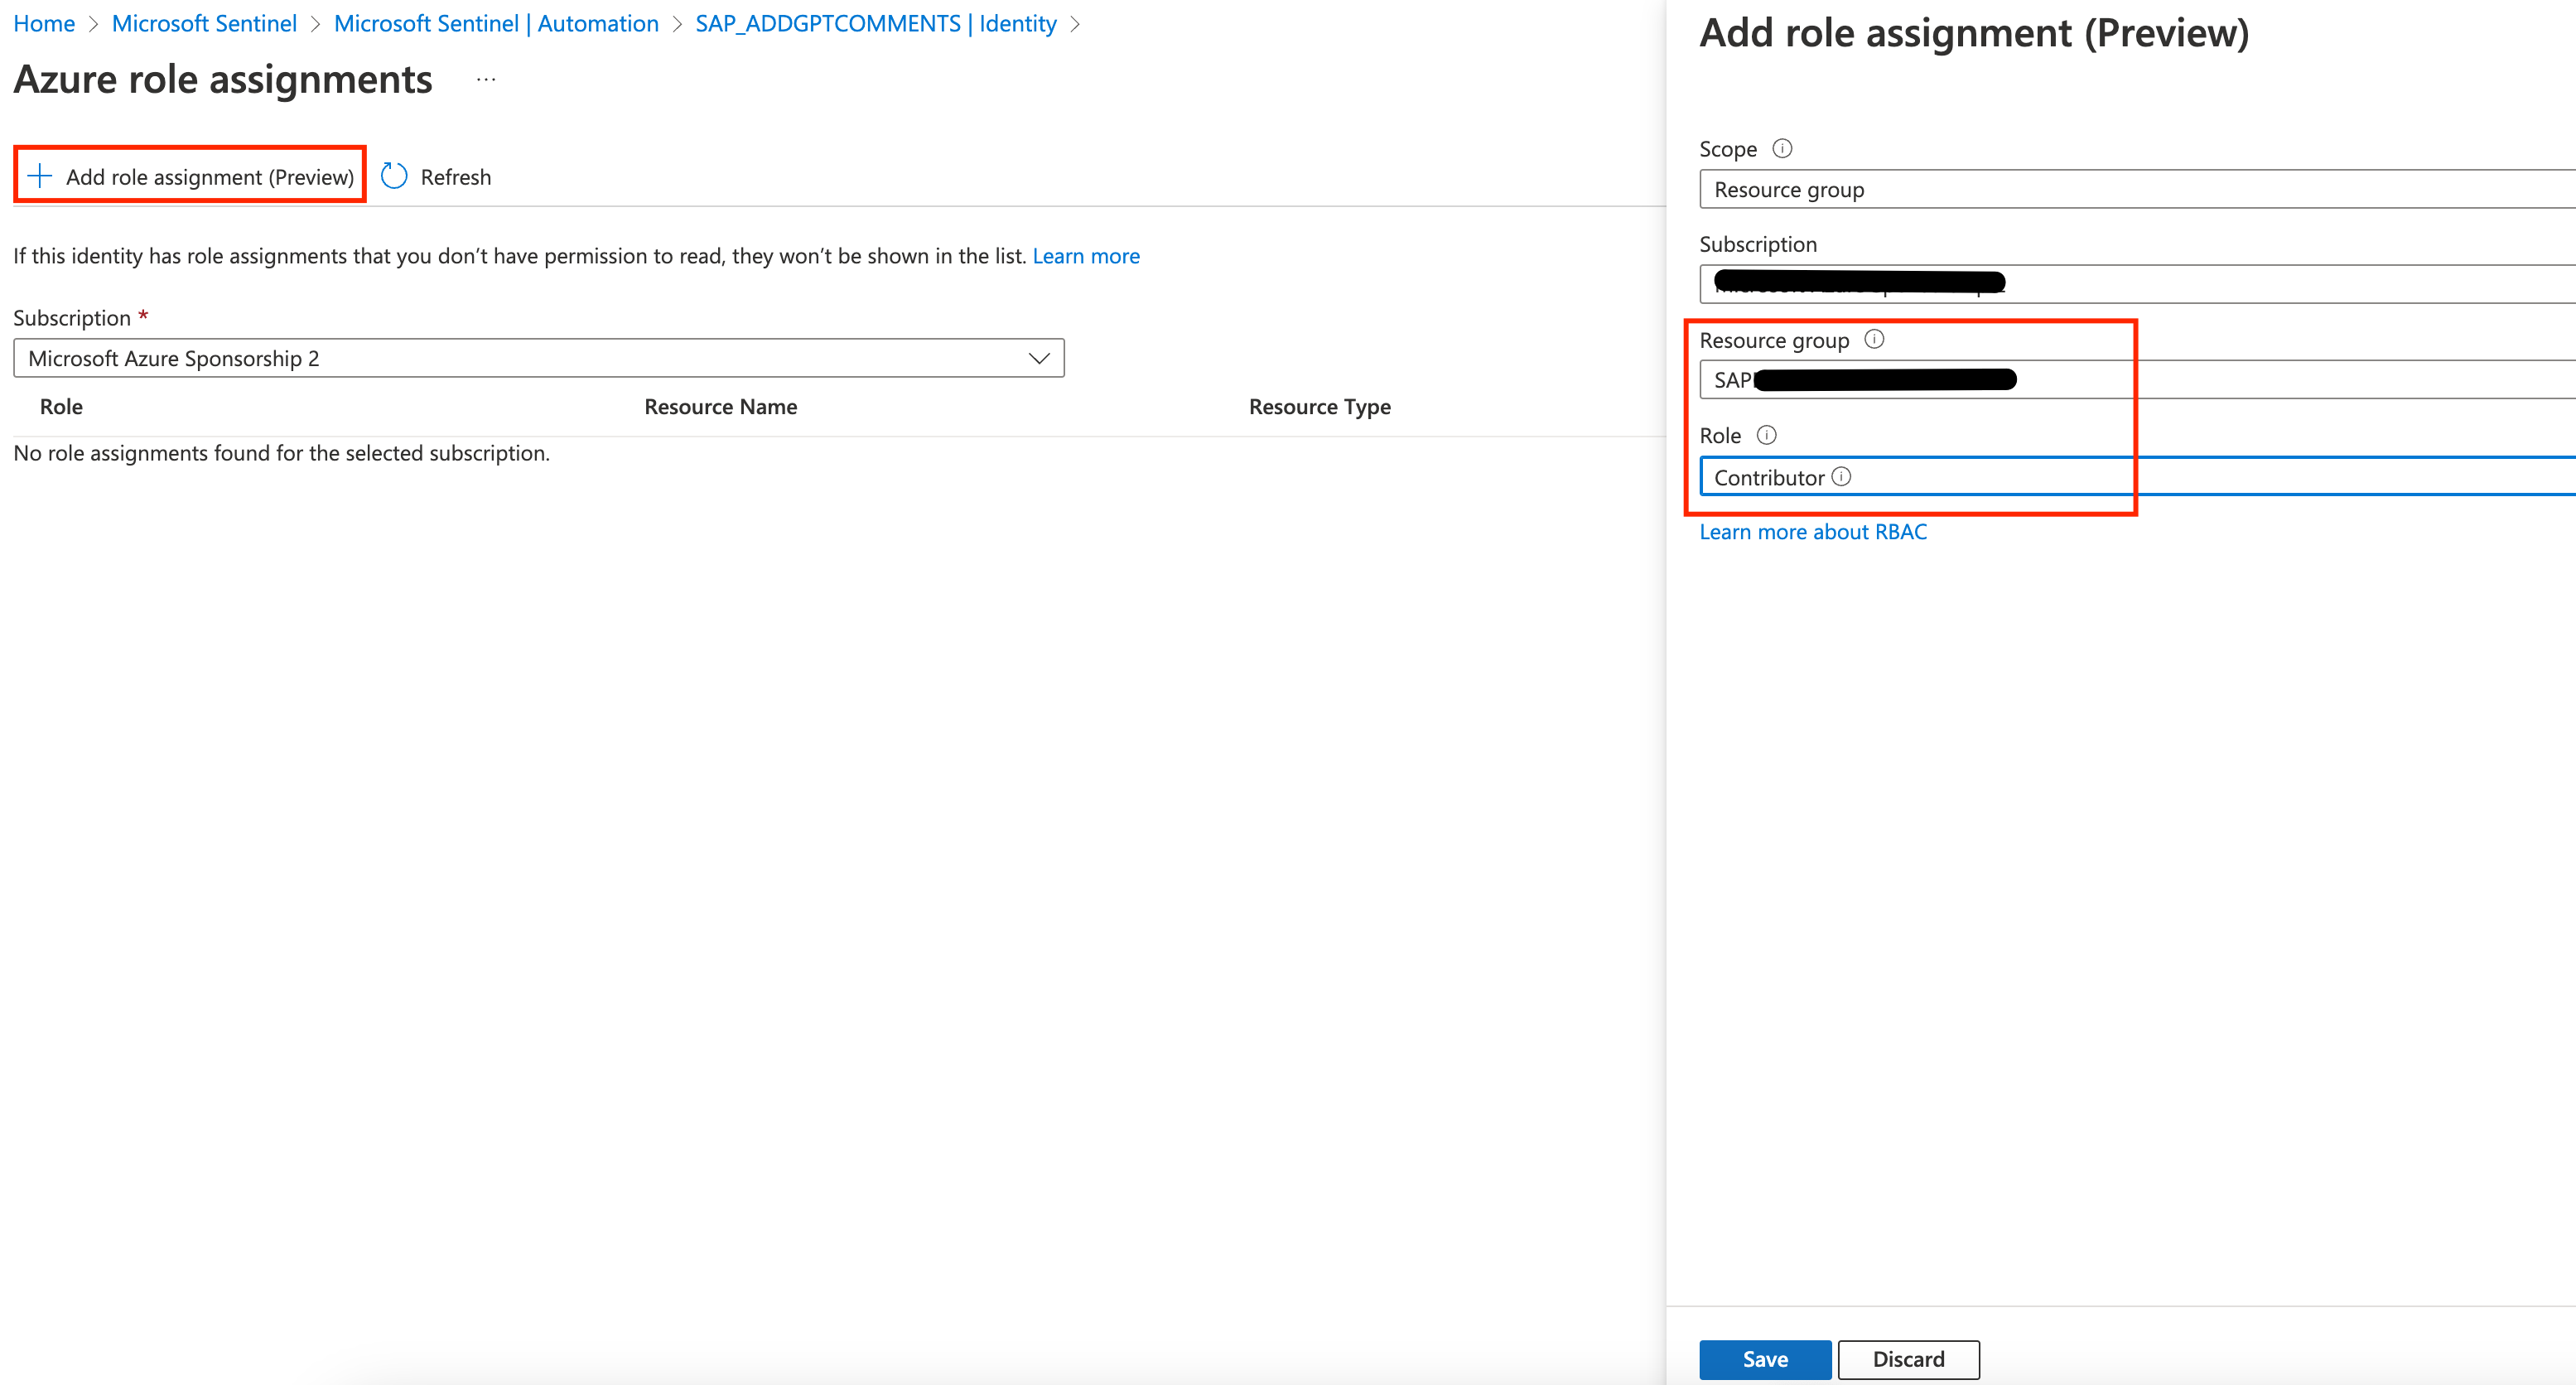 Home > Microsoft Sentinel > Microsoft Sentinel | Automation > SAP_ADDGPTCOMMENTS | Identity >
Azure role assignments ...
+ Add role assignment (Preview) Refresh
If this identity has role assignments that you don't have permission to read, they won't be shown in the list. Learn more
Subscription *
Microsoft Azure Sponsorship 2
Role Resource Name Resource Type
No role assignments found for the selected subscription.
Add role assignment (Preview)
Scope
Resource group
Subscription
Resource group
SAP
Role
Contributor
Learn more about RBAC
Save Discard